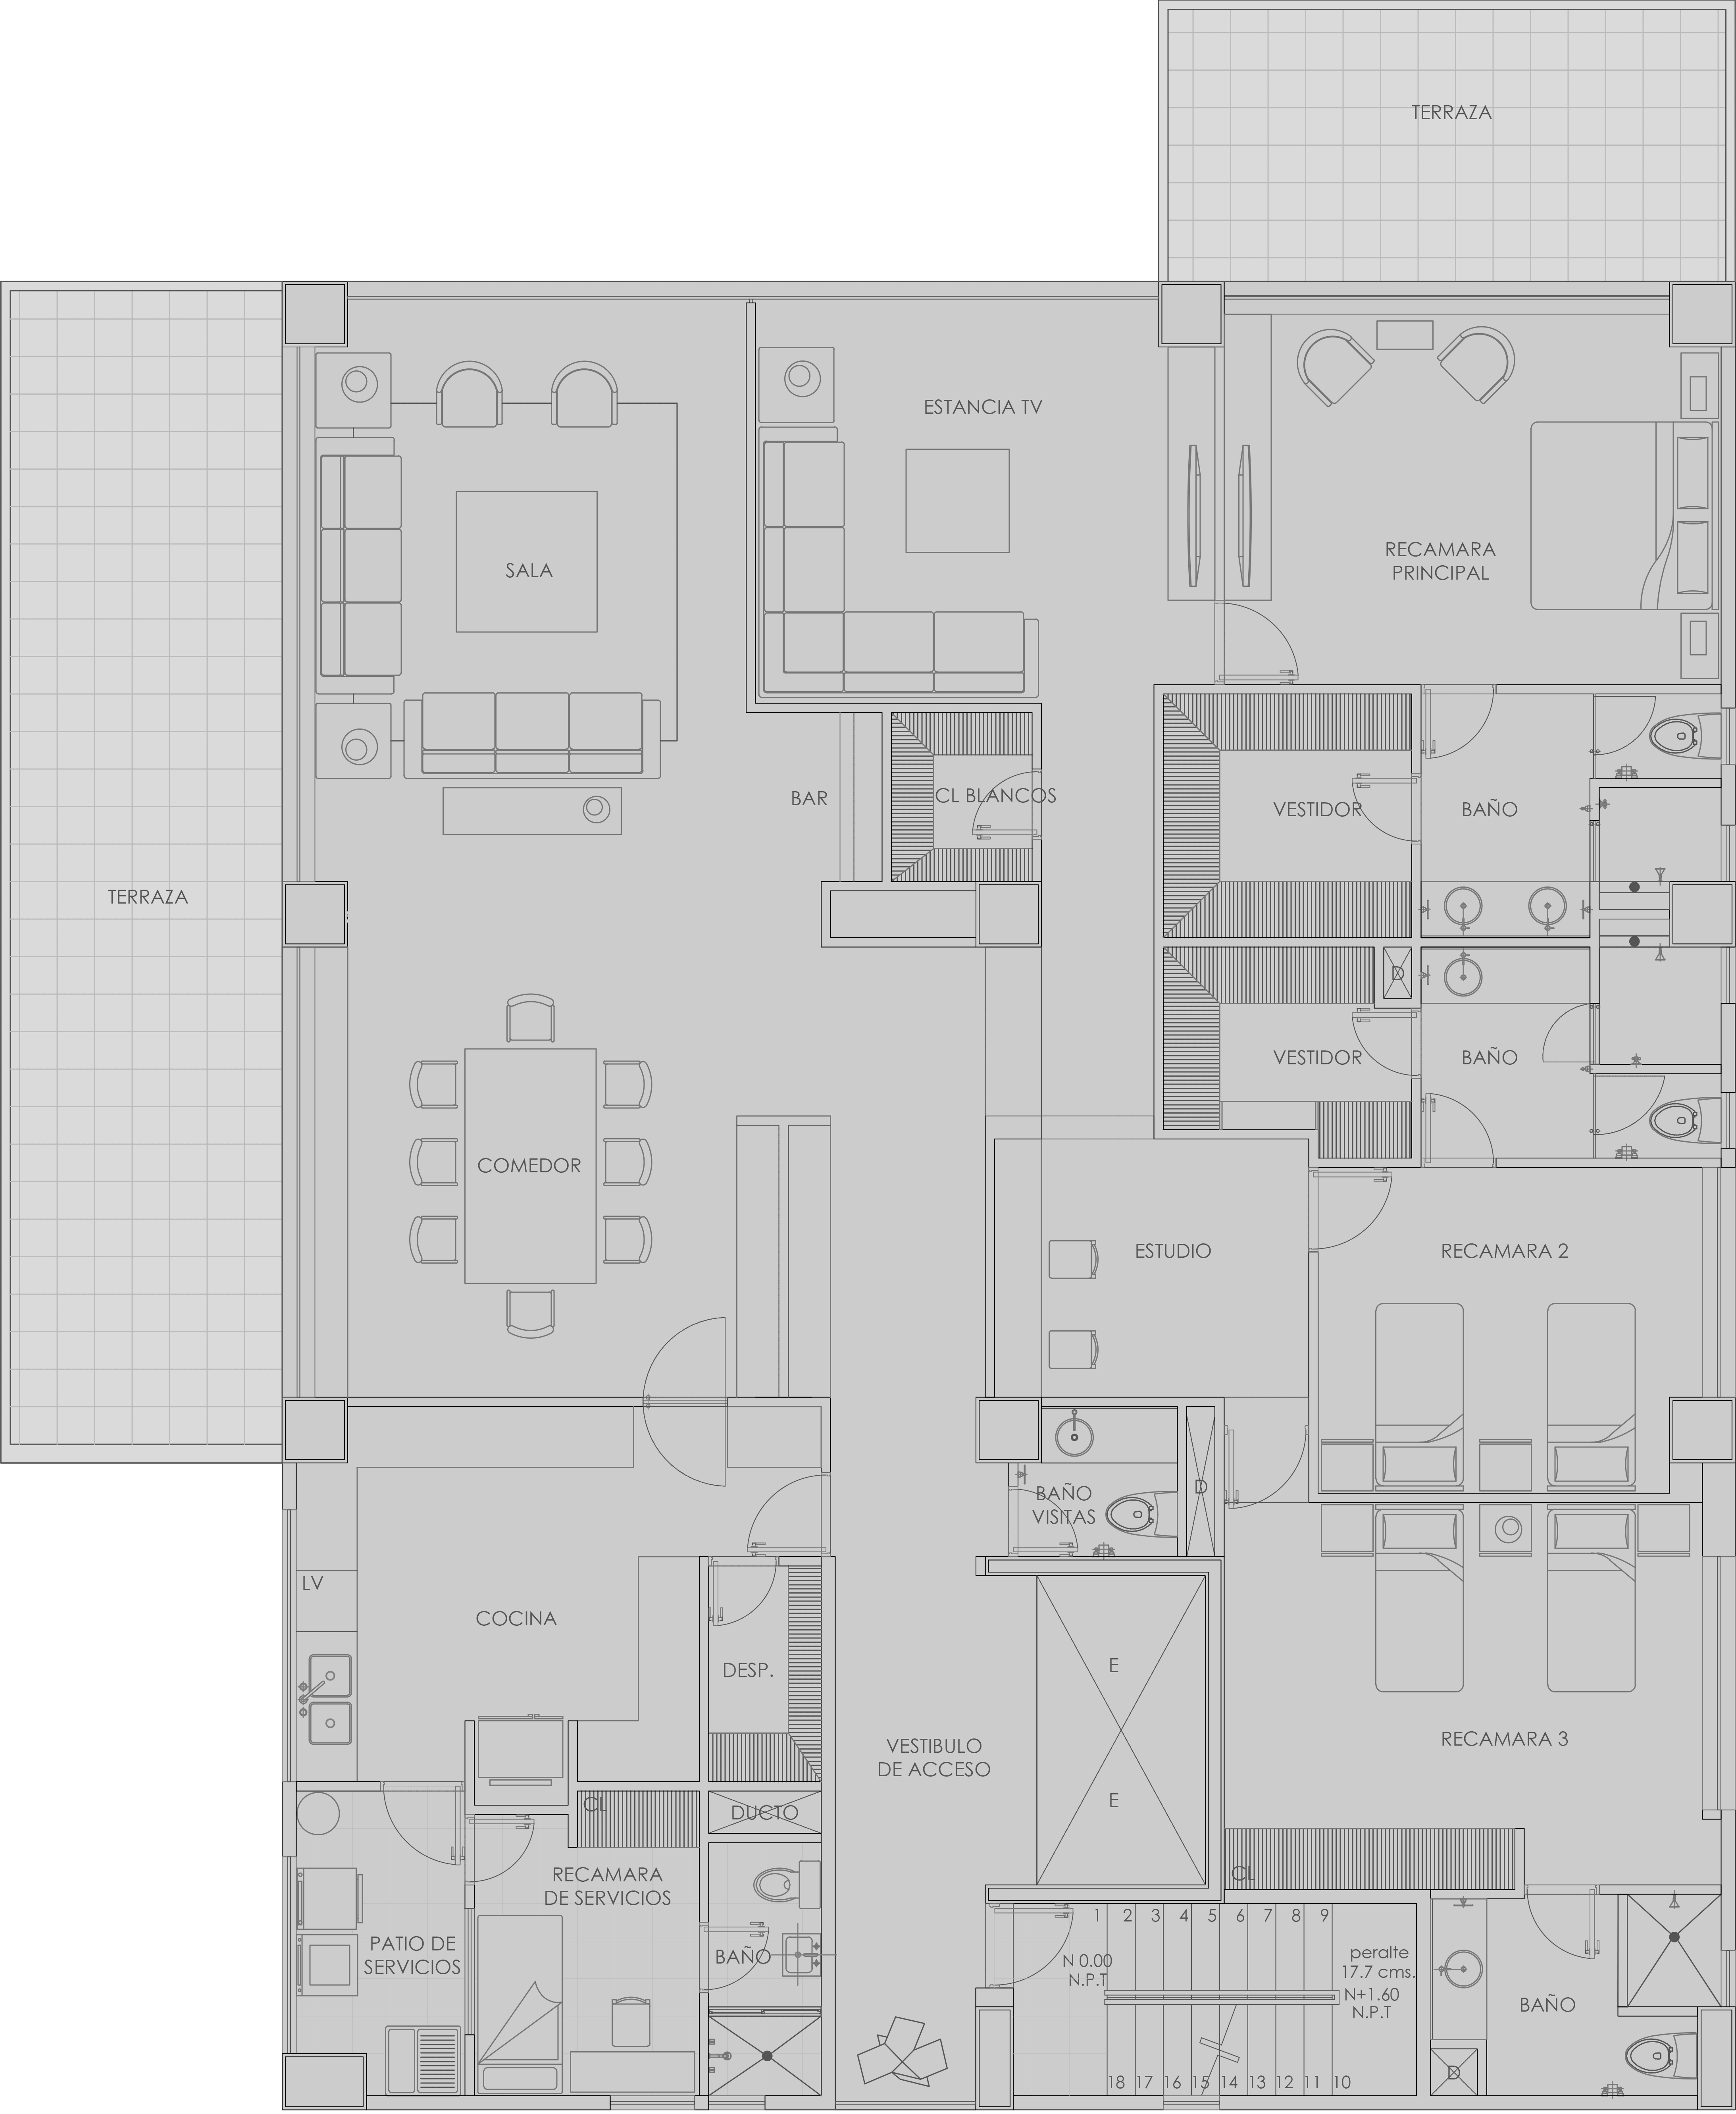 TERRAZA
ESTANCIA TV
RECAMARA
PRINCIPAL
SALA
BAR
CL BLANCOS
VESTIDOR
BAÑO
TERRAZA
D
VESTIDOR
BAÑO
COMEDOR
ESTUDIO
RECAMARA 2
BAÑO
VISITAS
D
LV
COCINA
DESP.
E
VESTIBULO
DE ACCESO
RECAMARA 3
E
CL
DUCTO
RECAMARA
DE SERVICIOS
CL
PATIO DE
SERVICIOS
BAÑO
1 2 3 4 5 6 7 8 9
N 0.00
N.P.T
peralte
17.7 cms.
N+1.60
N.P.T
BAÑO
D
18 17 16 15 14 13 12 11 10